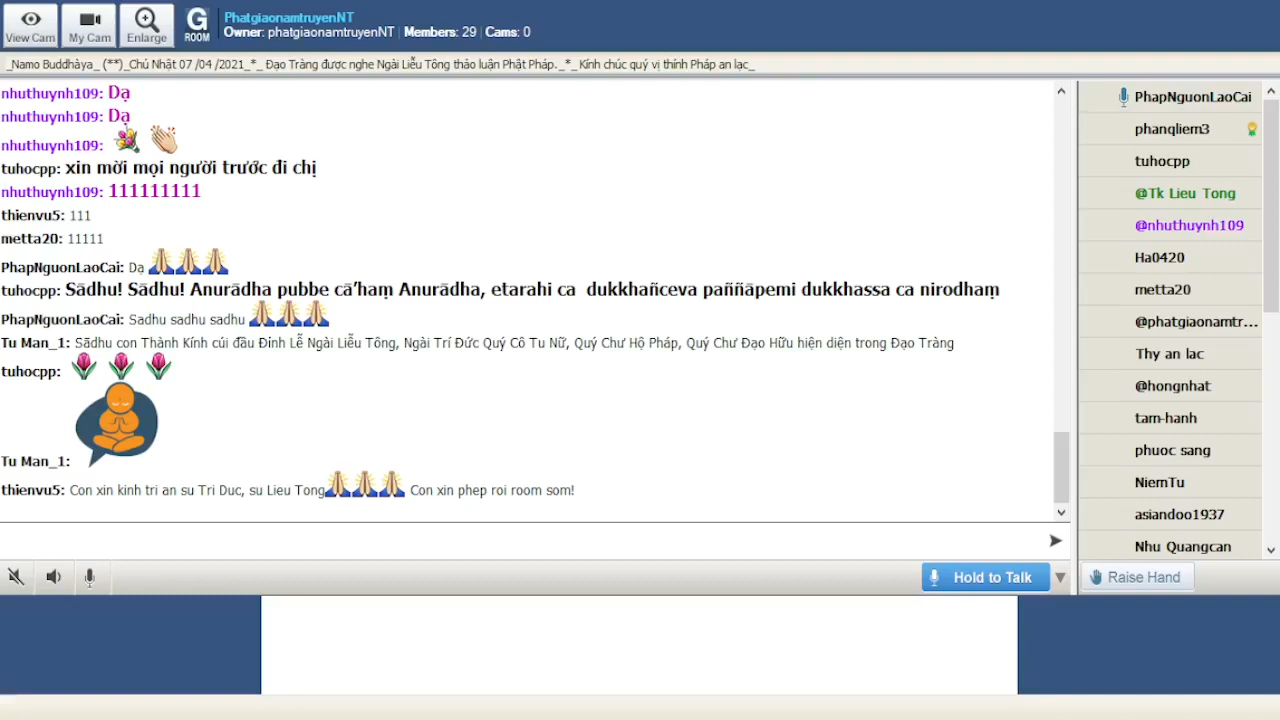 View Cam
My Cam
Enlarge
G
ROOM
PhatgiaonamtruyenNT
Owner: phatgiaonamtruyenNT | Members: 29 | Cams: 0
_Namo Buddhàya_ (**)_Chủ Nhật 07 /04 /2021_*_ Đạo Tràng được nghe Ngài Liễu Tông thảo luận Phật Pháp._*_ Kính chúc quý vị thính Pháp an lạc_
nhuthuynh109: Dạ
nhuthuynh109: Dạ
nhuthuynh109:
tuhocpp: xin mời mọi người trước đi chị
nhuthuynh109: 111111111
thienvu5: 111
metta20: 11111
PhapNguonLaoCai: Dạ
tuhocpp: Sādhu! Sādhu! Anurādha pubbe cā’haṃ Anurādha, etarahi ca dukkhañceva paññāpemi dukkhassa ca nirodhaṃ
PhapNguonLaoCai: Sadhu sadhu sadhu
Tu Man_1: Sādhu con Thành Kính cúi đầu Đỉnh Lễ Ngài Liễu Tông, Ngài Trí Đức Quý Cô Tu Nữ, Quý Chư Hộ Pháp, Quý Chư Đạo Hữu hiện diện trong Đạo Tràng
tuhocpp:
Tu Man_1:
thienvu5: Con xin kinh tri an su Tri Duc, su Lieu Tong Con xin phep roi room som!
Hold to Talk
PhapNguonLaoCai
phanqliem3
tuhocpp
@Tk Lieu Tong
@nhuthuynh109
Ha0420
metta20
@phatgiaonamtr...
Thy an lac
@hongnhat
tam-hanh
phuoc sang
NiemTu
asiandoo1937
Nhu Quangcan
Raise Hand